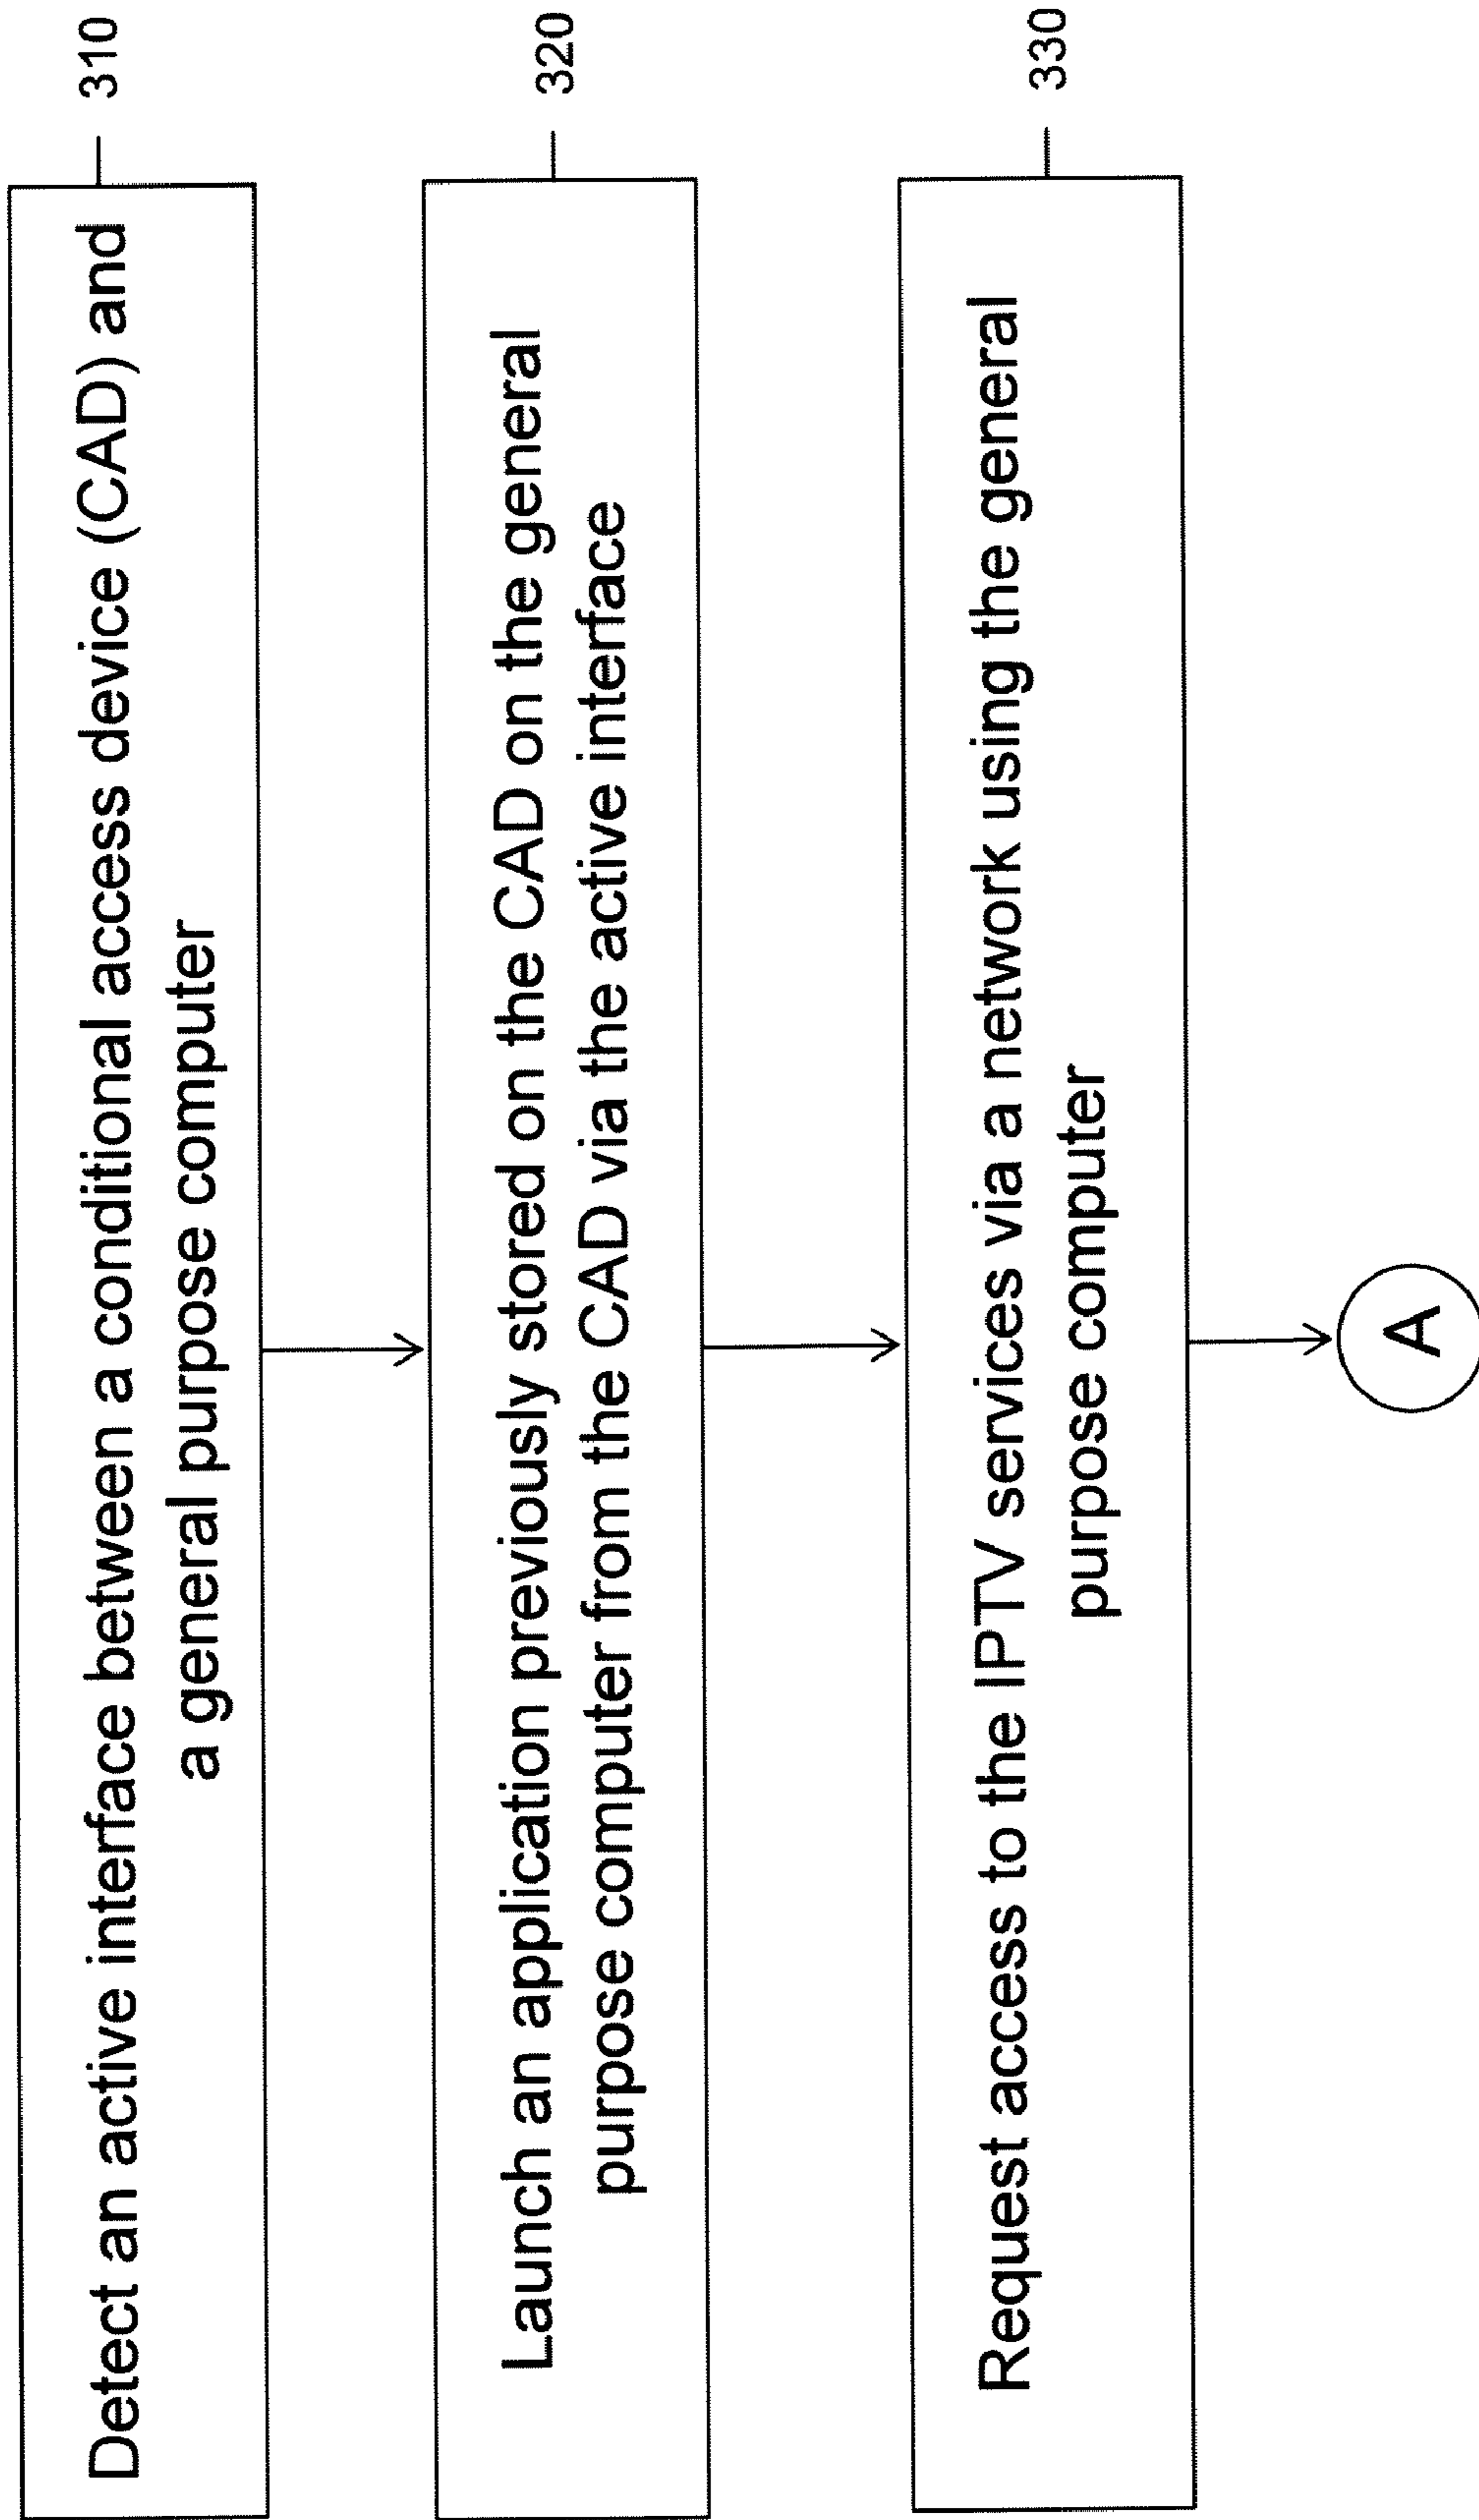 Detect an active interface between a conditional access device (CAD) and
a general purpose computer
310
Launch an application previously stored on the CAD on the general
purpose computer from the CAD via the active interface
320
Request access to the IPTV services via a network using the general
purpose computer
330
A